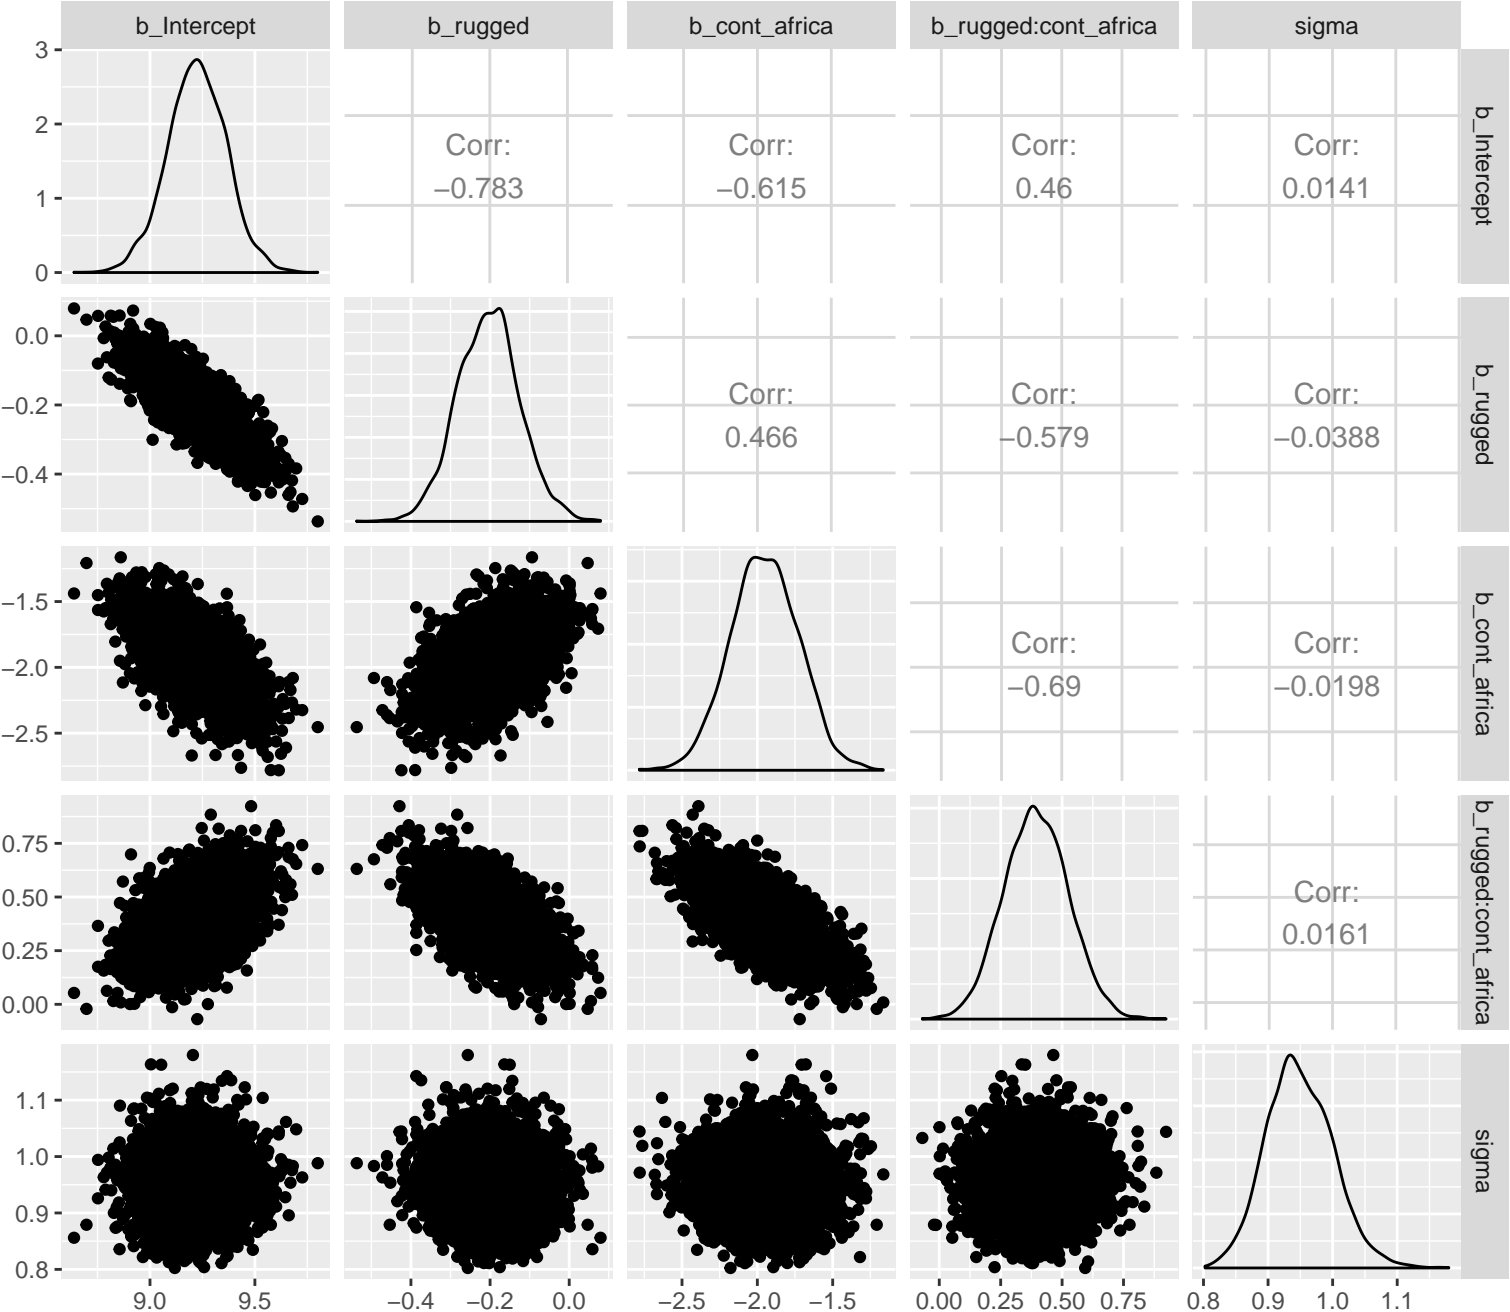 b_Intercept
b_rugged
b_cont_africa
b_rugged:cont_africa
sigma
3
2
1
0
Corr:
−0.783
Corr:
−0.615
Corr:
0.46
Corr:
0.0141
b_Intercept
0.0
−0.2
−0.4
Corr:
0.466
Corr:
−0.579
Corr:
−0.0388
b_rugged
−1.5
−2.0
−2.5
Corr:
−0.69
Corr:
−0.0198
b_cont_africa
0.75
0.50
0.25
0.00
Corr:
0.0161
b_rugged:cont_africa
1.1
1.0
0.9
0.8
sigma
9.0 9.5
−0.4 −0.2 0.0
−2.5 −2.0 −1.5
0.00 0.25 0.50 0.75
0.8 0.9 1.0 1.1